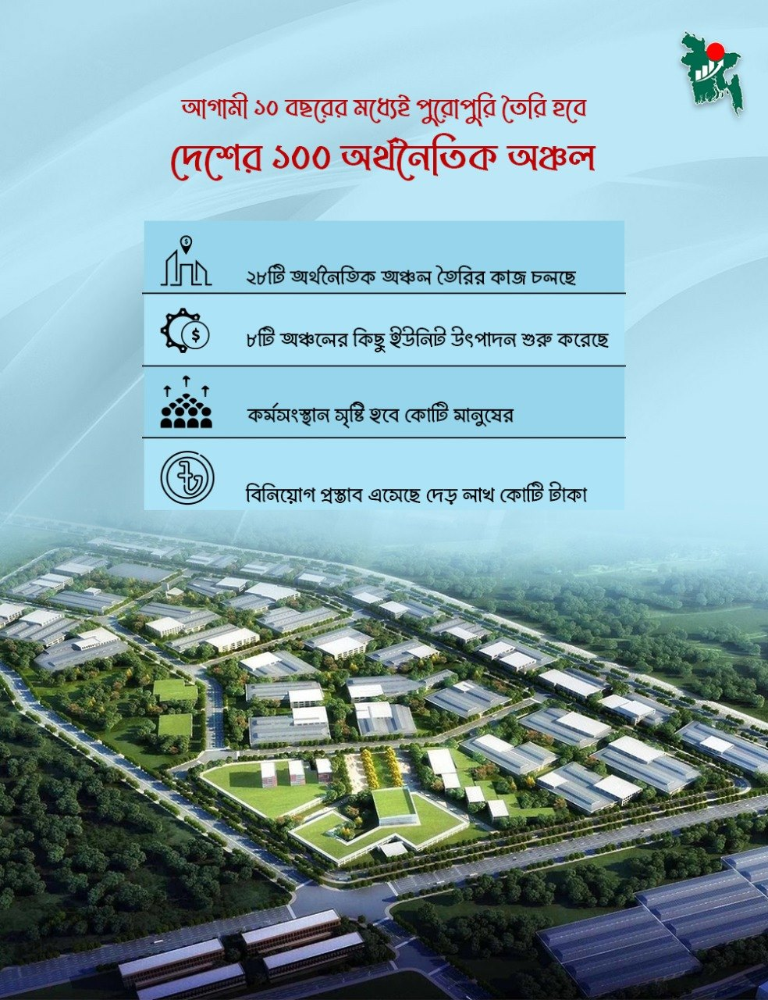 আগামী ১০ বছরের মধ্যেই পুরোপুরি তৈরি হবে
দেশের ১০০ অর্থনৈতিক অঞ্চল
২৮টি অর্থনৈতিক অঞ্চল তৈরির কাজ চলছে
৮টি অঞ্চলের কিছু ইউনিট উৎপাদন শুরু করেছে
কর্মসংস্থান সৃষ্টি হবে কোটি মানুষের
বিনিয়োগ প্রস্তাব এসেছে দেড় লাখ কোটি টাকা